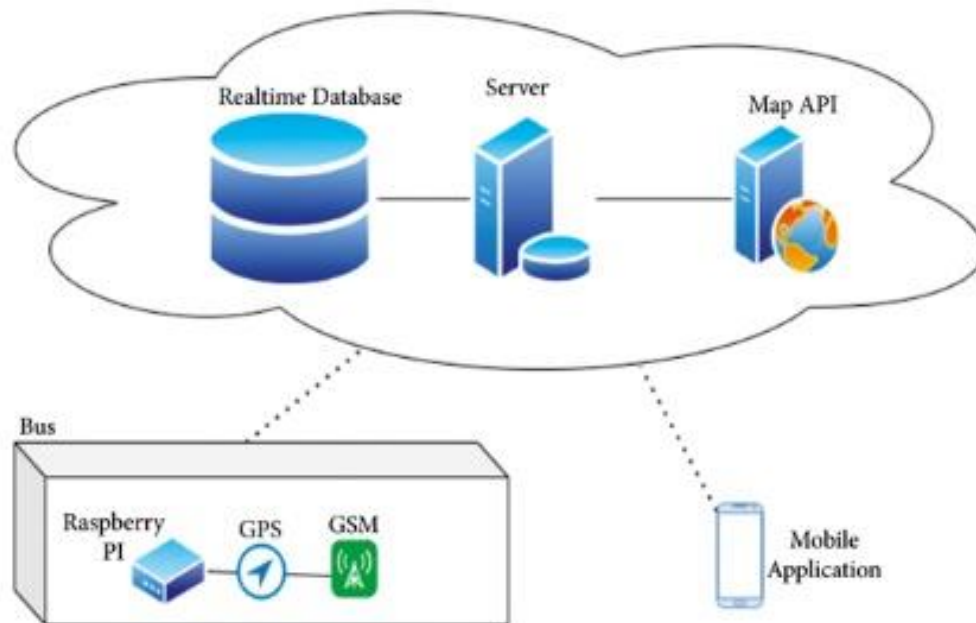 Realtime Database
Server
Map API
Bus
Raspberry
PI
GPS
GSM
Mobile
Application